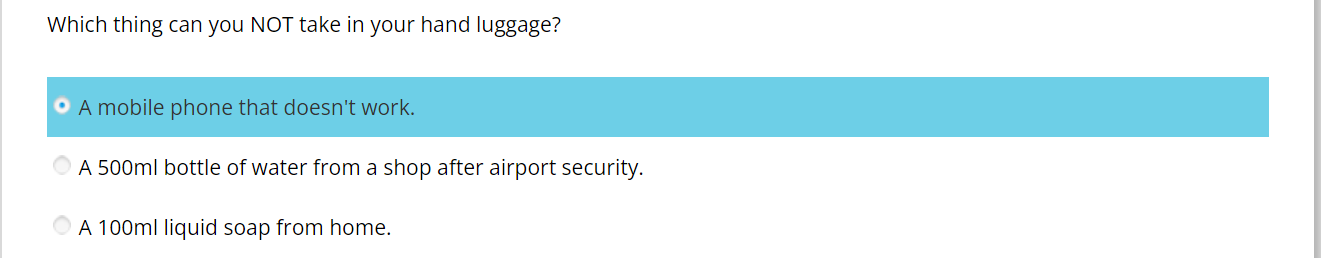 Which thing can you NOT take in your hand luggage?
A mobile phone that doesn't work.
A 500ml bottle of water from a shop after airport security.
A 100ml liquid soap from home.